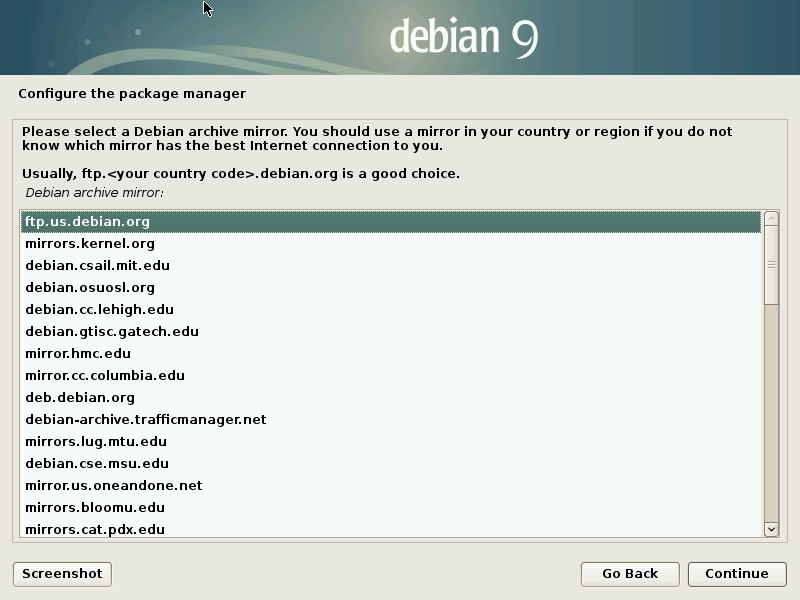 debian 9
Configure the package manager
Please select a Debian archive mirror. You should use a mirror in your country or region if you do not
know which mirror has the best Internet connection to you.
Usually, ftp.<your country code>.debian.org is a good choice.
Debian archive mirror:
ftp.us.debian.org
mirrors.kernel.org
debian.csail.mit.edu
debian.osuosl.org
debian.cc.lehigh.edu
debian.gtisc.gatech.edu
mirror.hmc.edu
mirror.cc.columbia.edu
deb.debian.org
debian-archive.trafficmanager.net
mirrors.lug.mtu.edu
debian.cse.msu.edu
mirror.us.oneandone.net
mirrors.bloomu.edu
mirrors.cat.pdx.edu
Screenshot
Go Back
Continue